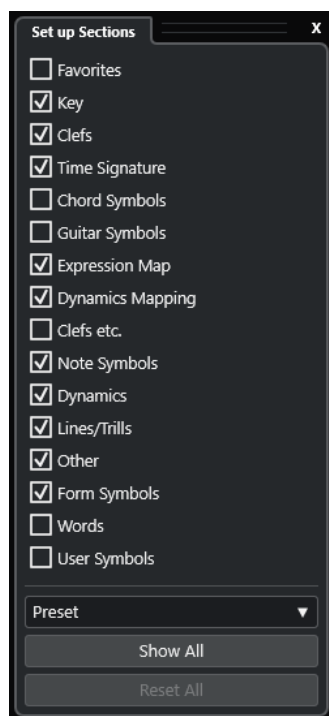 Set up Sections X
Favorites
Key
Clefs
Time Signature
Chord Symbols
Guitar Symbols
Expression Map
Dynamics Mapping
Clefs etc.
Note Symbols
Dynamics
Lines/Trills
Other
Form Symbols
Words
User Symbols
Preset
Show All
Reset All